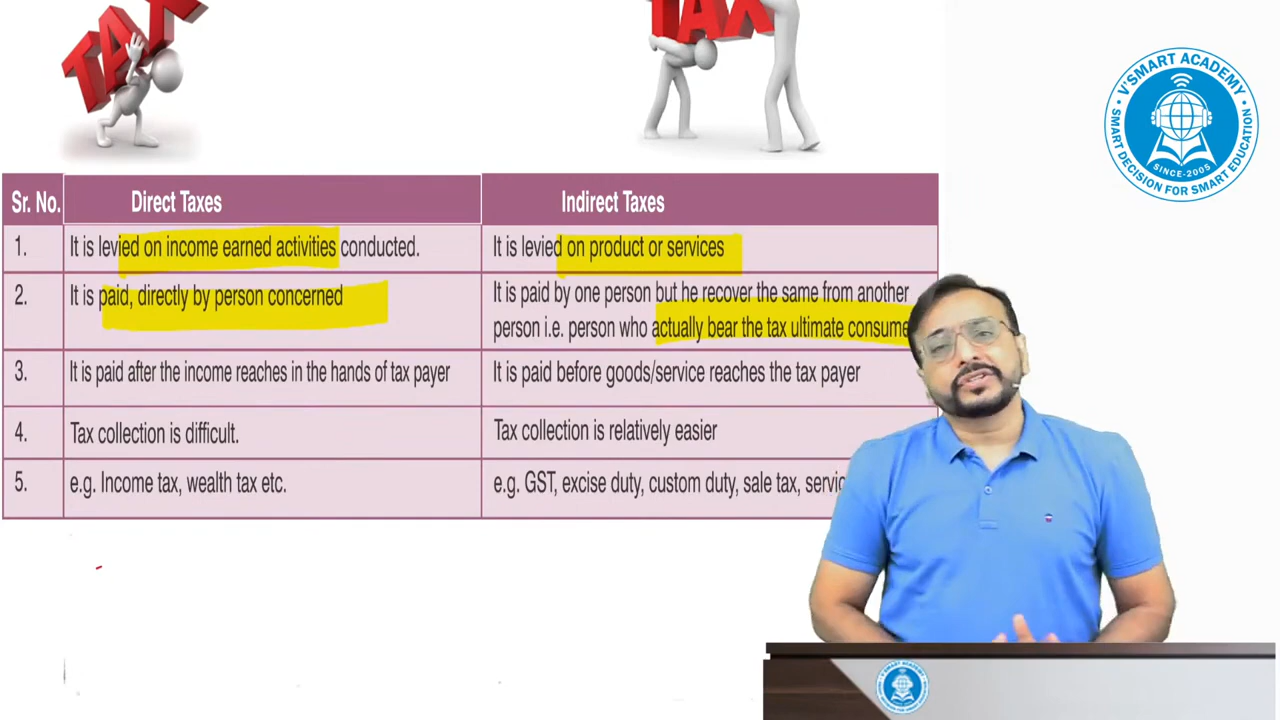 TAX
TAX
V'SMART ACADEMY
SINCE-2005
SMART DECISION FOR SMART EDUCATION
Sr. No. Direct Taxes Indirect Taxes
1. It is levied on income earned activities conducted. It is levied on product or services
2. It is paid, directly by person concerned It is paid by one person but he recover the same from another
person i.e. person who actually bear the tax ultimate
3. It is paid after the income reaches in the hands of tax payer It is paid before goods/service reaches the tax payer
4. Tax collection is difficult. Tax collection is relatively easier
5. e.g. Income tax, wealth tax etc. e.g. GST, excise duty, custom duty, sale tax,